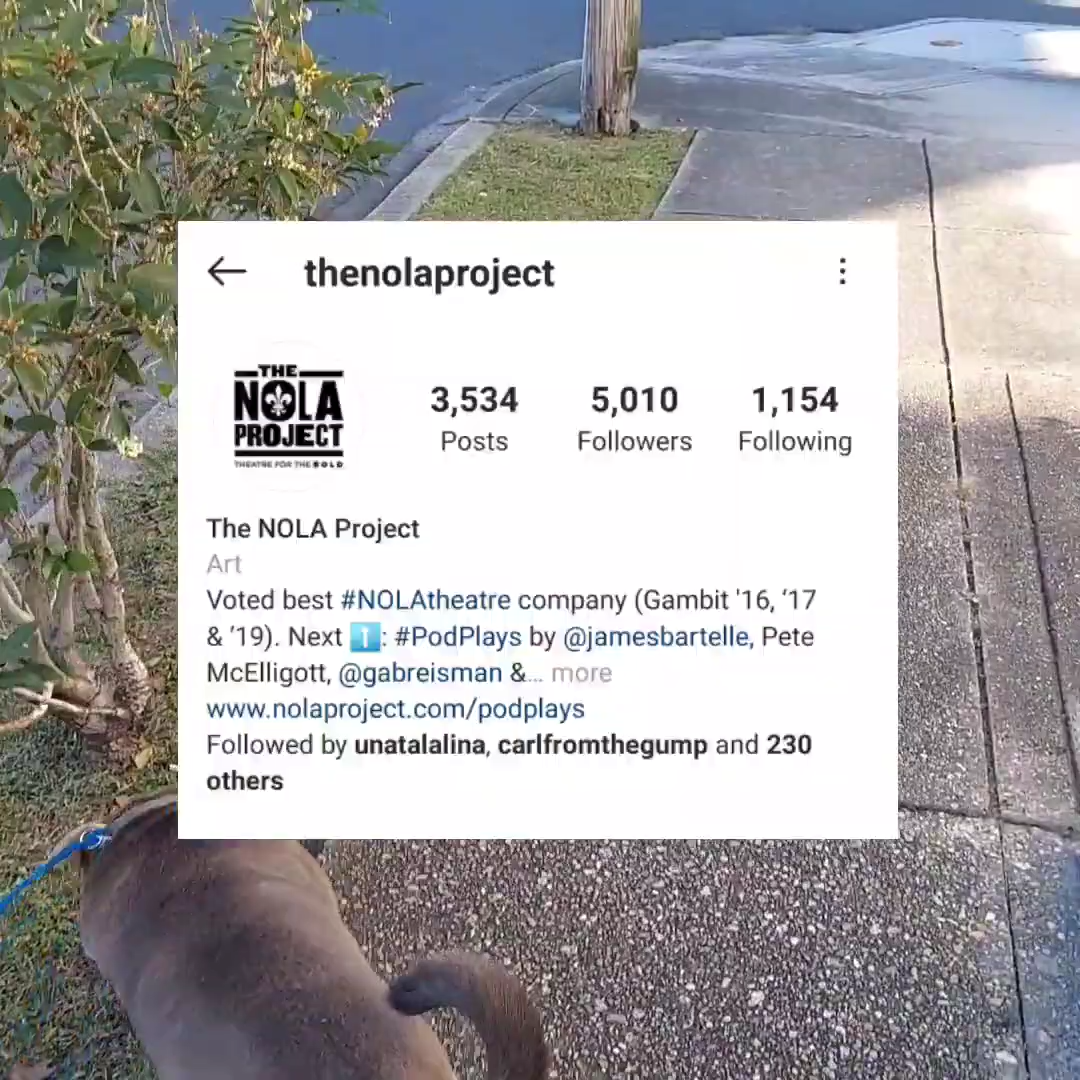 thenolaproject
THE
NOLA
PROJECT
THEATRE FOR THE BOLD
3,534 5,010 1,154
Posts Followers Following
The NOLA Project
Art
Voted best #NOLAtheatre company (Gambit '16, '17
& '19). Next ⬆️: #PodPlays by @jamesbartelle, Pete
McElligott, @gabreisman &... more
www.nolaproject.com/podplays
Followed by unatalalina, carlfromthegump and 230
others